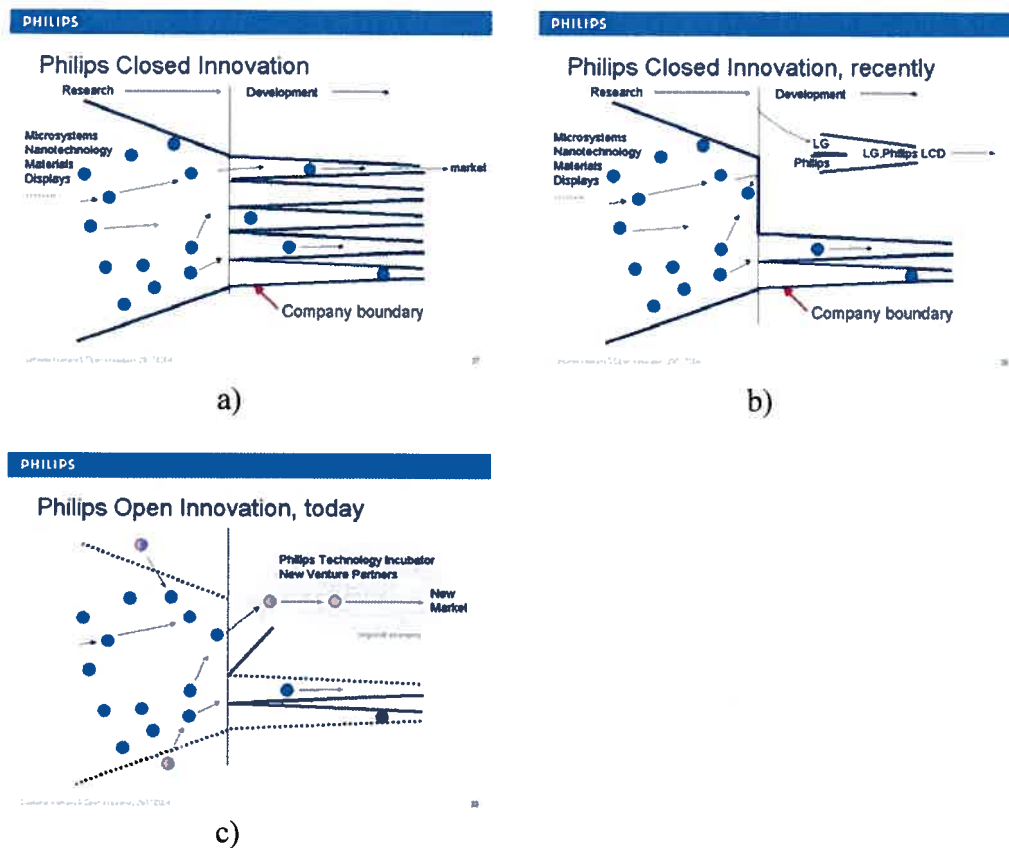 PHILIPS
Philips Closed Innovation
Research
Development
Microsystems
Nanotechnology
Materials
Displays
market
Company boundary
a)
PHILIPS
Philips Closed Innovation, recently
Research
Development
Microsystems
Nanotechnology
Materials
Displays
LG
Philips
LG.Philips LCD
Company boundary
b)
PHILIPS
Philips Open Innovation, today
Philips Technology Incubator
New Venture Partners
New
Market
c)